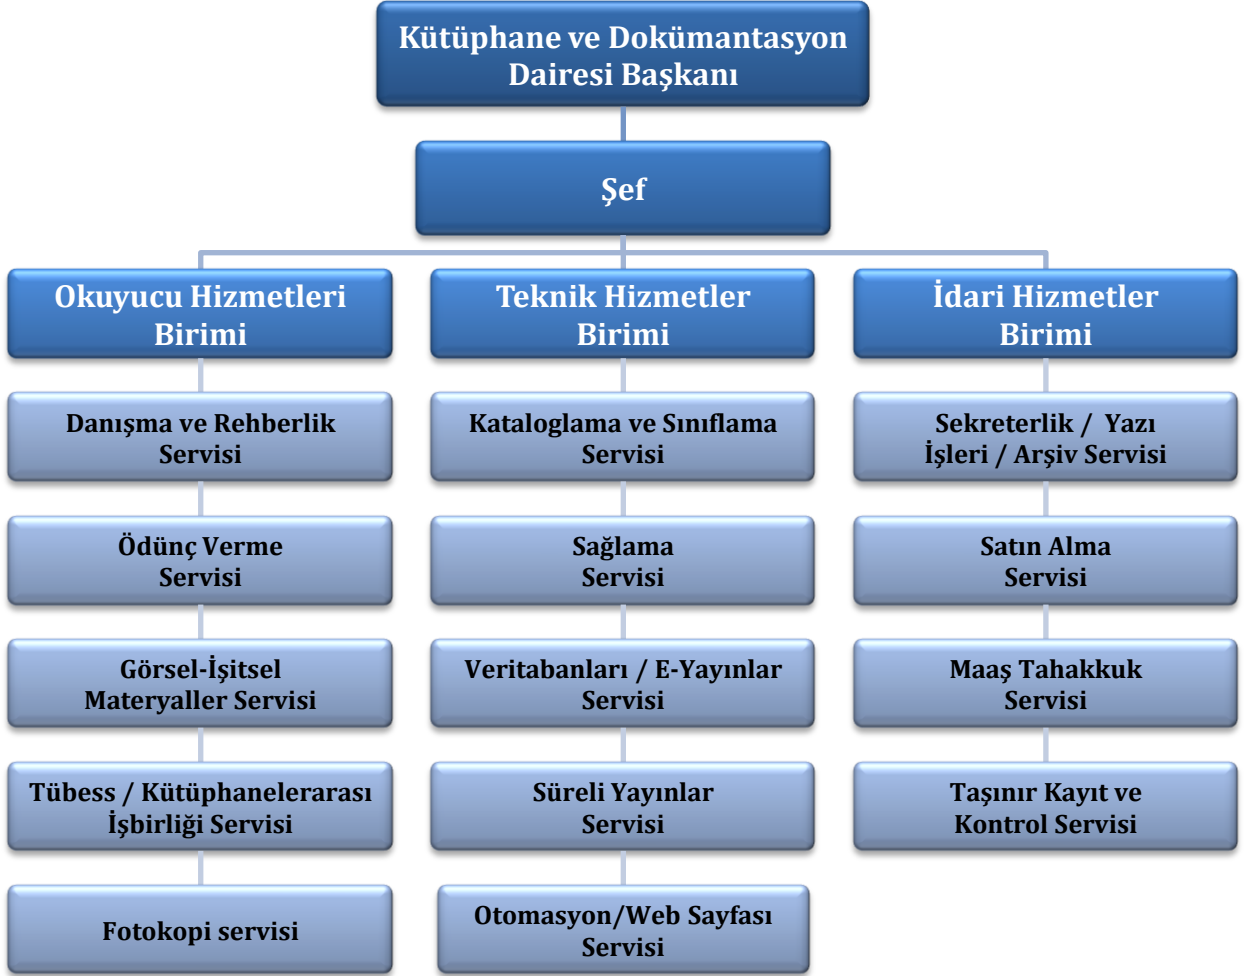 Kütüphane ve Dokümantasyon
Dairesi Başkanı
Şef
Okuyucu Hizmetleri
Birimi
Danışma ve Rehberlik
Servisi
Ödünç Verme
Servisi
Görsel-İşitsel
Materyaller Servisi
Tübess / Kütüphanelerarası
İşbirliği Servisi
Fotokopi servisi
Teknik Hizmetler
Birimi
Kataloglama ve Sınıflama
Servisi
Sağlama
Servisi
Veritabanları / E-Yayınlar
Servisi
Süreli Yayınlar
Servisi
Otomasyon/Web Sayfası
Servisi
İdari Hizmetler
Birimi
Sekreterlik /  Yazı
İşleri / Arşiv Servisi
Satın Alma
Servisi
Maaş Tahakkuk
Servisi
Taşınır Kayıt ve
Kontrol Servisi